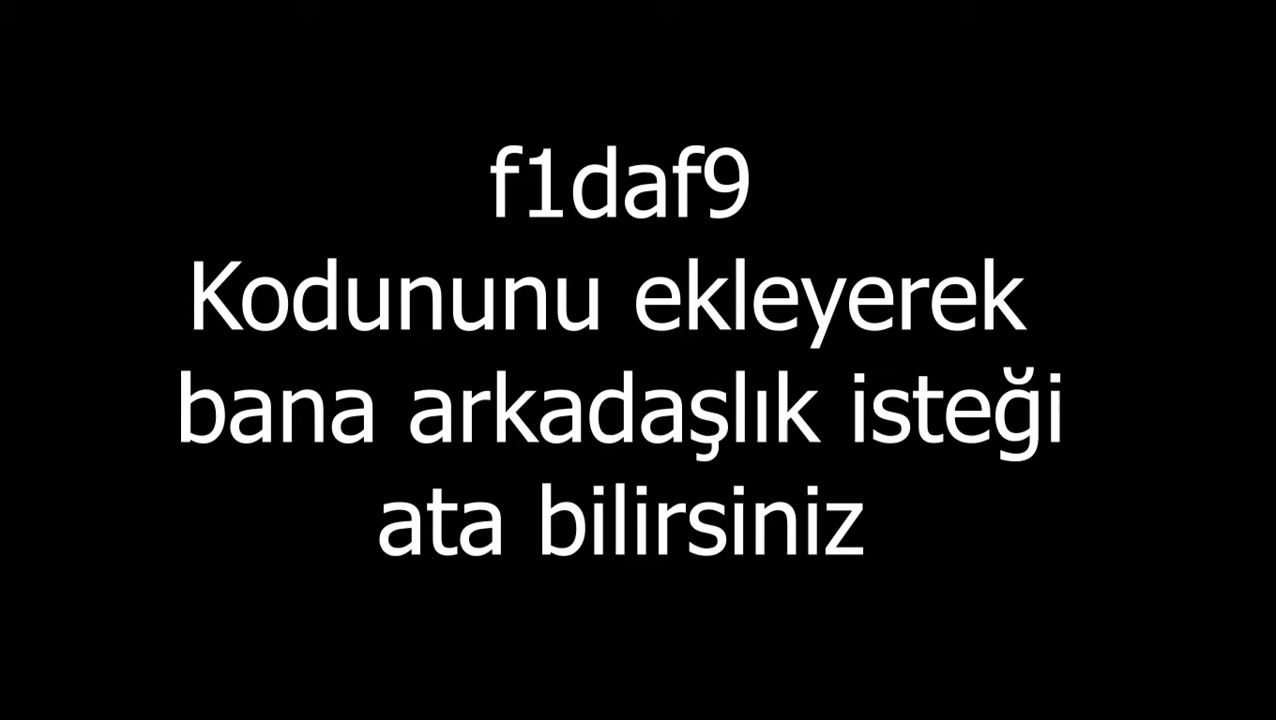 f1daf9
Kodununu ekleyerek
bana arkadaşlık isteği
ata bilirsiniz